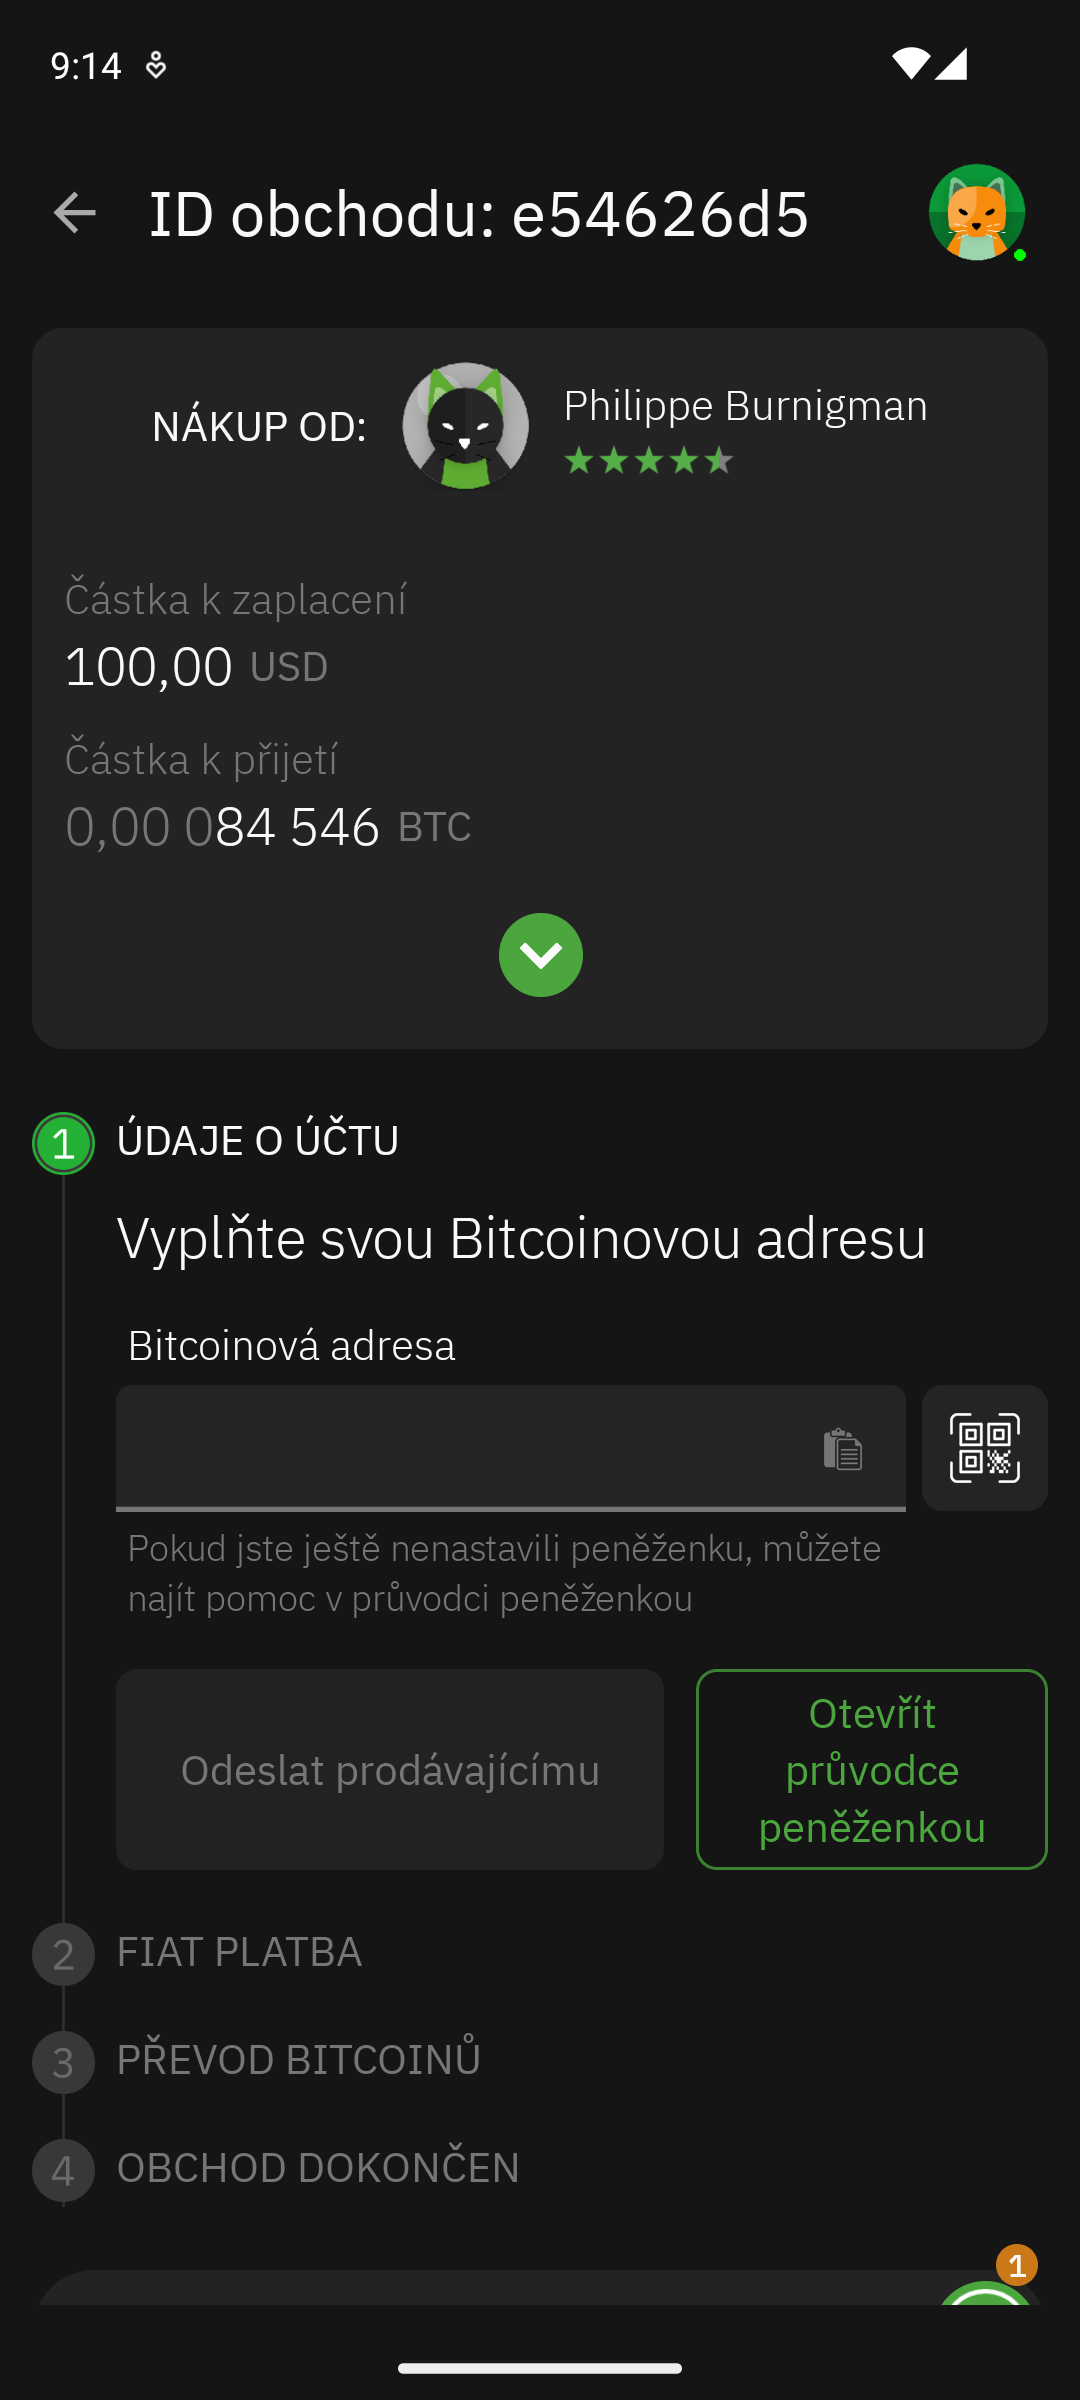 9:14
ID obchodu: e54626d5
NÁKUP OD:
Philippe Burnigman
Částka k zaplacení
100,00 USD
Částka k přijetí
0,00 084 546 BTC
1 ÚDAJE O ÚČTU
Vyplňte svou Bitcoinovou adresu
Bitcoinová adresa
Pokud jste ještě nenastavili peněženku, můžete
najít pomoc v průvodci peněženkou
Odeslat prodávajícímu
Otevřít
průvodce
peněženkou
2 FIAT PLATBA
3 PŘEVOD BITCOINŮ
4 OBCHOD DOKONČEN
1